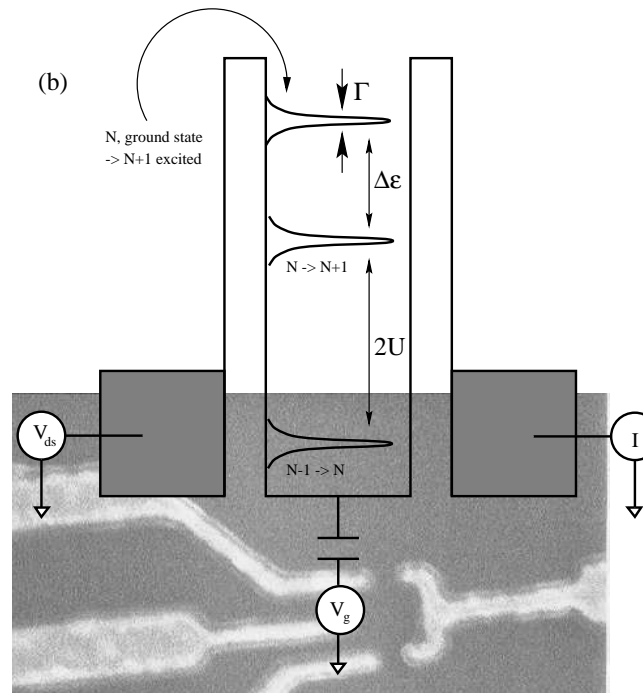 (b)
Γ
N, ground state
-> N+1 excited
Δε
N -> N+1
2U
V_ds
I
N-1 -> N
V_g